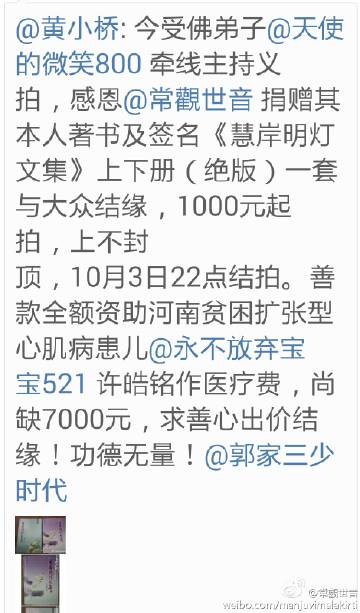 @黄小桥: 今受佛弟子@天使
的微笑800 牵线主持义
拍，感恩@常觀世音 捐赠其
本人著书及签名《慧岸明灯
文集》上下册（绝版）一套
与大众结缘，1000元起
拍，上不封
顶，10月3日22点结拍。善
款全额资助河南贫困扩张型
心肌病患儿@永不放弃宝
宝521 许皓铭作医疗费，尚
缺7000元，求善心出价结
缘！功德无量！@郭家三少
时代
@常觀世音
weibo.com/manjuvimalakirti